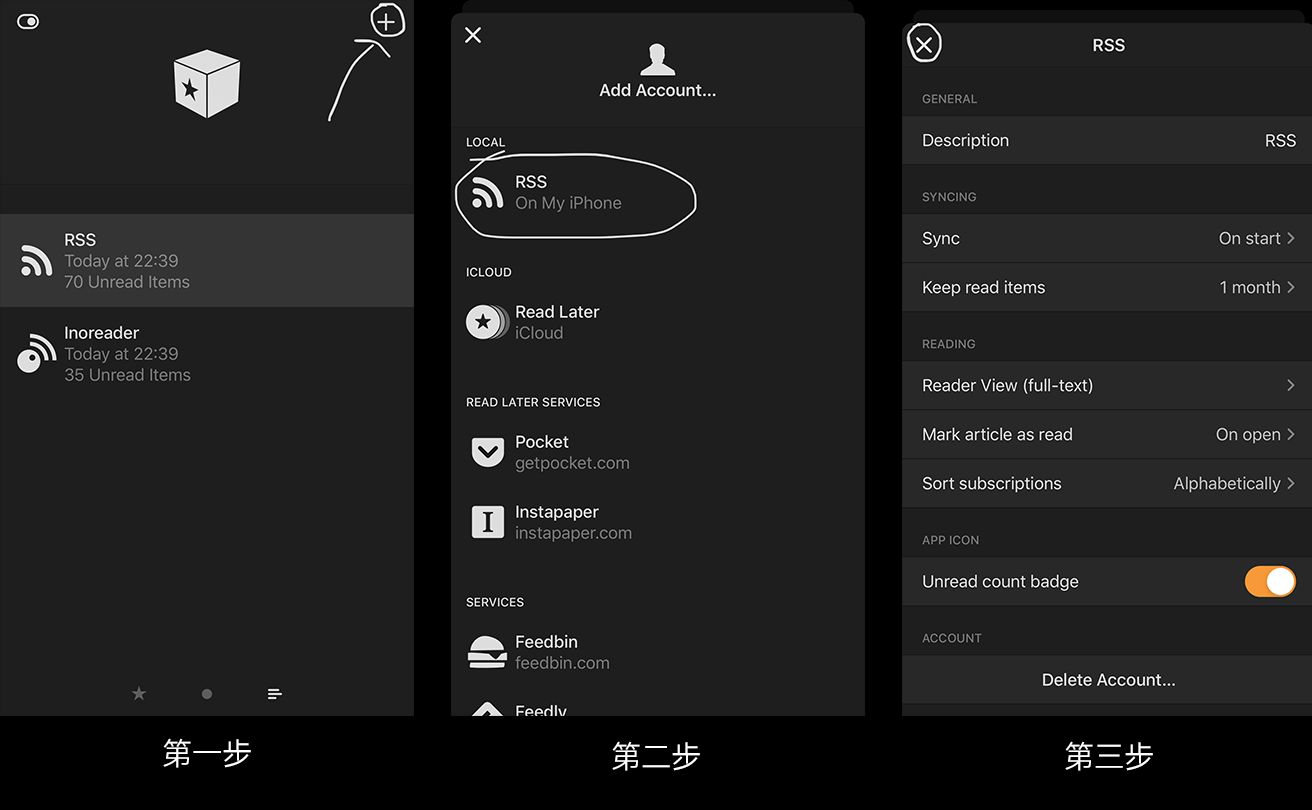 RSS
Today at 22:39
70 Unread Items
Inoreader
Today at 22:39
35 Unread Items
第一步
Add Account...
LOCAL
RSS
On My iPhone
ICLOUD
Read Later
iCloud
READ LATER SERVICES
Pocket
getpocket.com
Instapaper
instapaper.com
SERVICES
Feedbin
feedbin.com
Feedly
第二步
RSS
GENERAL
Description RSS
SYNCING
Sync On start
Keep read items 1 month
READING
Reader View (full-text)
Mark article as read On open
Sort subscriptions Alphabetically
APP ICON
Unread count badge
ACCOUNT
Delete Account...
第三步